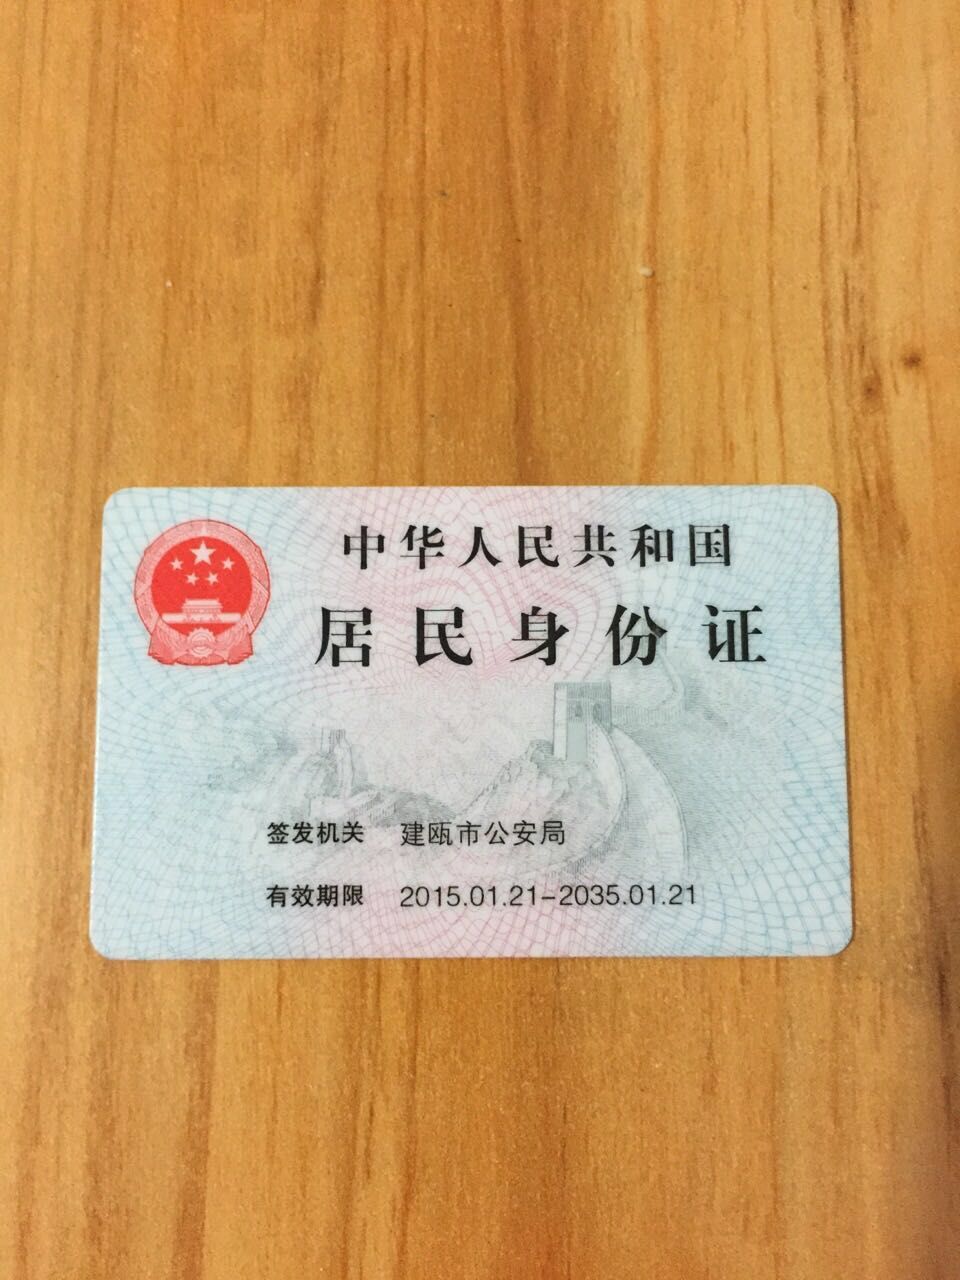 中华人民共和国
居民身份证
签发机关 建瓯市公安局
有效期限 2015.01.21-2035.01.21